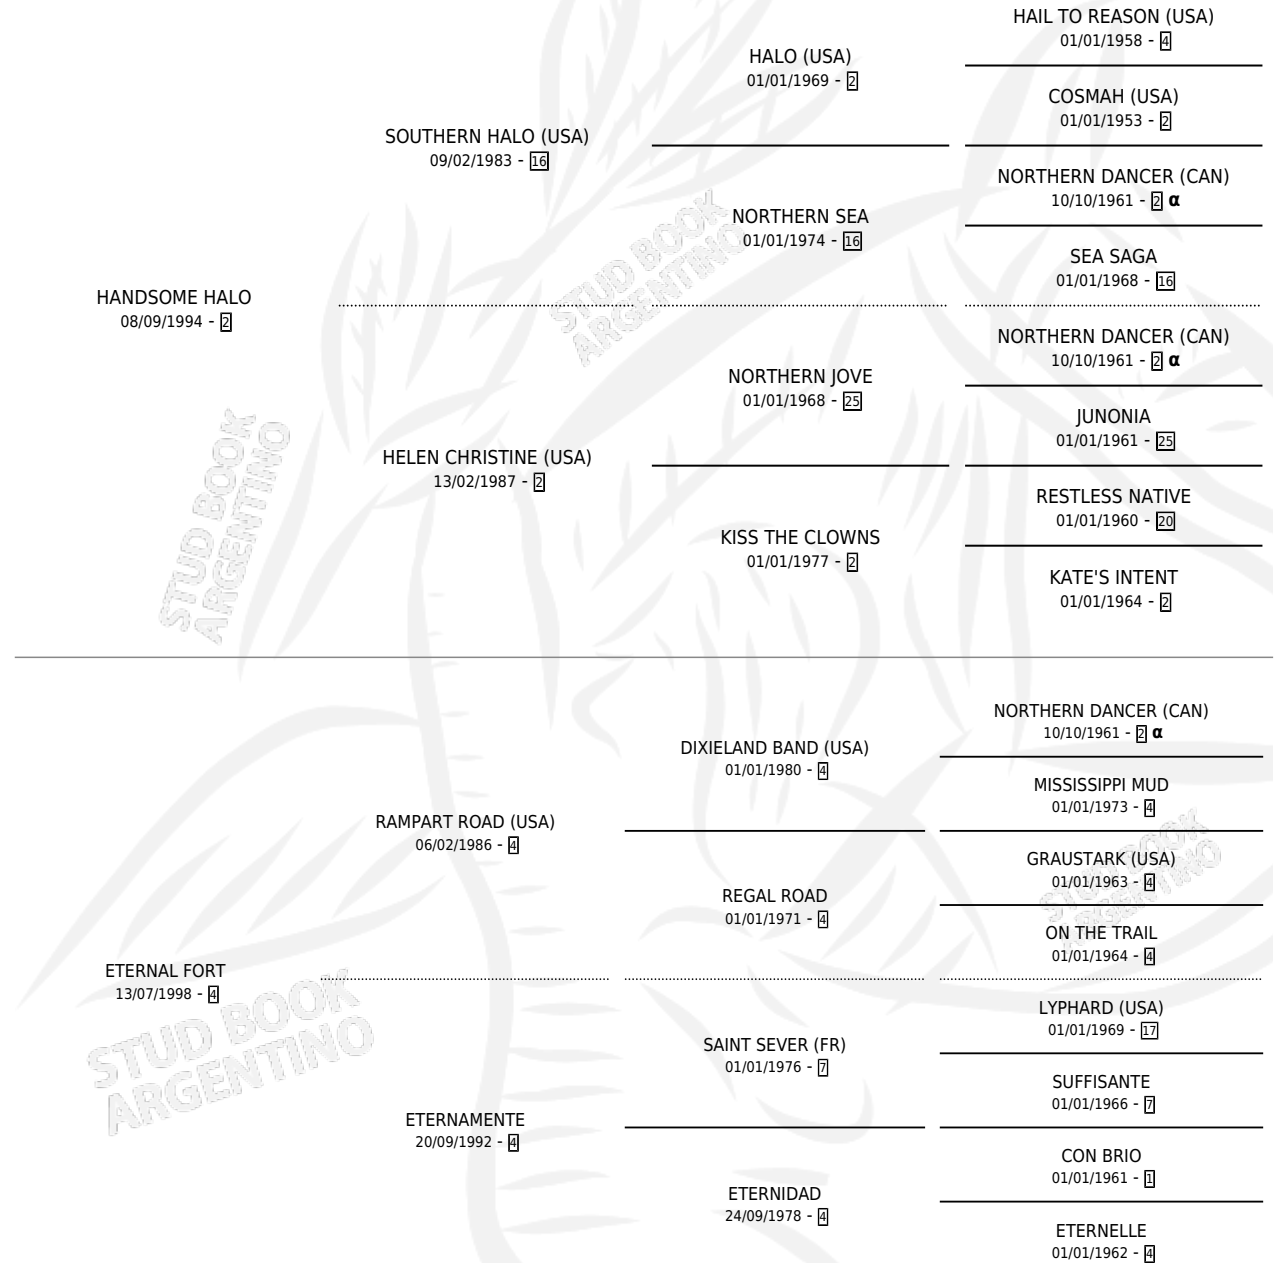 HAIL TO REASON (USA)
01/01/1958 - 4
HALO (USA)
01/01/1969 - 2
COSMAH (USA)
01/01/1953 - 2
SOUTHERN HALO (USA)
09/02/1983 - 16
NORTHERN DANCER (CAN)
10/10/1961 - 2 α
NORTHERN SEA
01/01/1974 - 16
SEA SAGA
01/01/1968 - 16
STUD BOOK
ARGENTINO
HANDSOME HALO
08/09/1994 - 2
NORTHERN DANCER (CAN)
10/10/1961 - 2 α
NORTHERN JOVE
01/01/1968 - 25
JUNONIA
01/01/1961 - 25
HELEN CHRISTINE (USA)
13/02/1987 - 2
RESTLESS NATIVE
01/01/1960 - 20
KISS THE CLOWNS
01/01/1977 - 2
KATE'S INTENT
01/01/1964 - 2
STUD BOOK
ARGENTINO
NORTHERN DANCER (CAN)
10/10/1961 - 2 α
DIXIELAND BAND (USA)
01/01/1980 - 4
MISSISSIPPI MUD
01/01/1973 - 4
RAMPART ROAD (USA)
06/02/1986 - 4
GRAUSTARK (USA)
01/01/1963 - 4
REGAL ROAD
01/01/1971 - 4
ON THE TRAIL
01/01/1964 - 4
STUD BOOK
ARGENTINO
ETERNAL FORT
13/07/1998 - 4
LYPHARD (USA)
01/01/1969 - 17
SAINT SEVER (FR)
01/01/1976 - 7
SUFFISANTE
01/01/1966 - 7
STUD BOOK
ARGENTINO
ETERNAMENTE
20/09/1992 - 4
CON BRIO
01/01/1961 - 1
ETERNIDAD
24/09/1978 - 4
ETERNELLE
01/01/1962 - 4